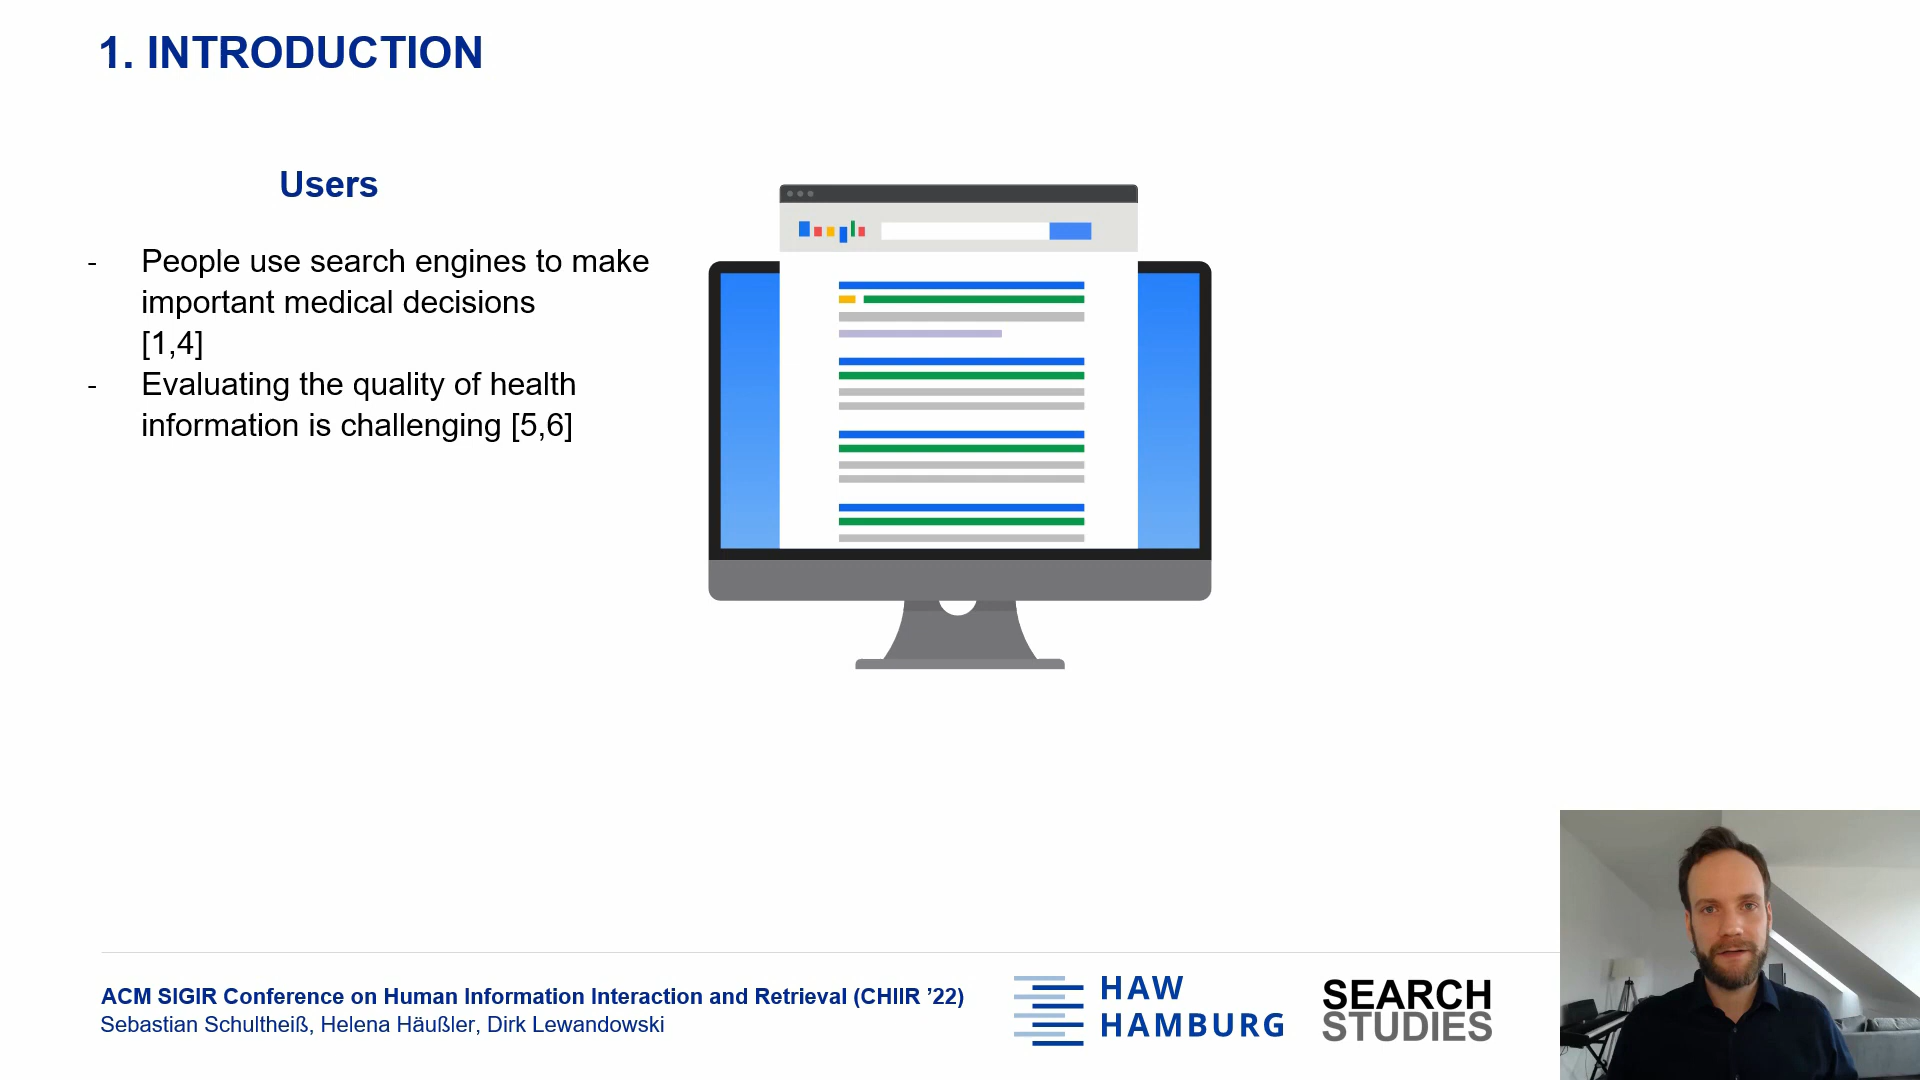 1. INTRODUCTION
Users
- People use search engines to make
important medical decisions
[1,4]
- Evaluating the quality of health
information is challenging [5,6]
ACM SIGIR Conference on Human Information Interaction and Retrieval (CHIIR ’22)
Sebastian Schultheiß, Helena Häußler, Dirk Lewandowski
HAW
HAMBURG
SEARCH
STUDIES